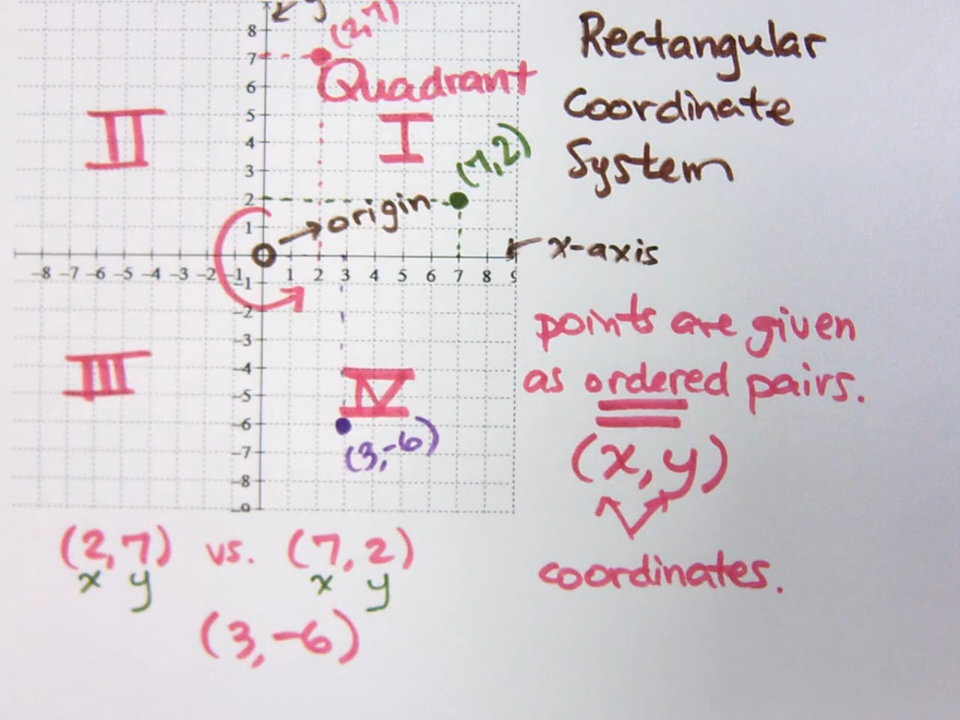 y
(2,7)
Quadrant
I
II
(7,2)
origin
x-axis
III
IV
(3,-6)
8
7
6
5
4
3
2
1
-8 -7 -6 -5 -4 -3 -2 1 2 3 4 5 6 7 8 9
-1
-2
-3
-4
-5
-6
-7
-8
-9
Rectangular
Coordinate
System
points are given
as ordered pairs.
(x,y)
coordinates.
(2,7) vs. (7,2)
x y x y
(3,-6)